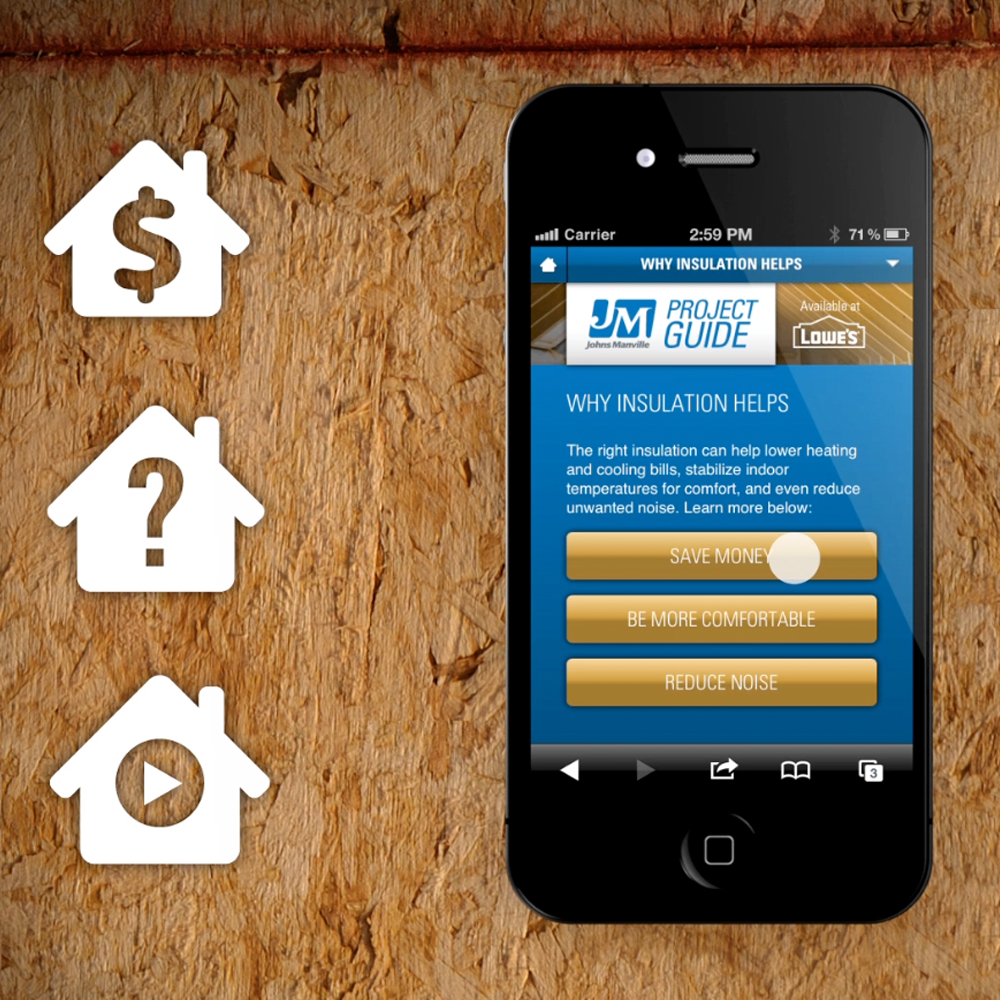 $
?
Carrier 2:59 PM 71%
WHY INSULATION HELPS
JM
Johns Manville
PROJECT
GUIDE
Available at
LOWE'S
WHY INSULATION HELPS
The right insulation can help lower heating
and cooling bills, stabilize indoor
temperatures for comfort, and even reduce
unwanted noise. Learn more below:
SAVE MONEY
BE MORE COMFORTABLE
REDUCE NOISE
3